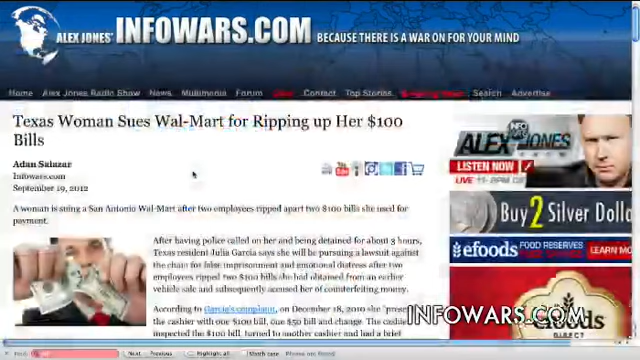 ALEX JONES' INFOWARS.COM BECAUSE THERE IS A WAR ON FOR YOUR MIND
Home Alex Jones Radio Show News Multimedia Forum Contact Top Stories Search Advertise
Texas Woman Sues Wal-Mart for Ripping up Her $100
Bills
Adan Salazar
Infowars.com
September 19, 2012
A woman is suing a San Antonio Wal-Mart after two employees ripped apart two $100 bills she used for
payment.
After having police called on her and being detained for about 3 hours,
Texas resident Julia Garcia says she will be pursuing a lawsuit against
the chain for false imprisonment and emotional distress after two
employees ripped two $100 bills she had obtained from an earlier
vehicle sale and subsequently accused her of counterfeiting money.
According to Garcia's complaint, on December 18, 2010 she "prese
the cashier with one $100 bill, one $50 bill and change. The cashie
inspected the $100 bill, turned to another cashier and had a brief
ALEX JONES
LISTEN NOW
Buy 2 Silver Dolla
efoods FOOD RESERVES
LEARN M
foods
DIRECT
INFOWARS.COM
Next Previous Highlight all Match case